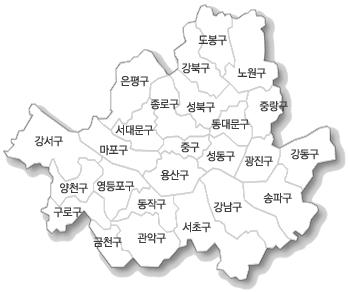 도봉구
강북구
노원구
은평구
종로구
성북구
중랑구
동대문구
서대문구
강서구
마포구
중구
성동구
광진구
강동구
용산구
양천구
영등포구
송파구
동작구
강남구
구로구
서초구
금천구
관악구